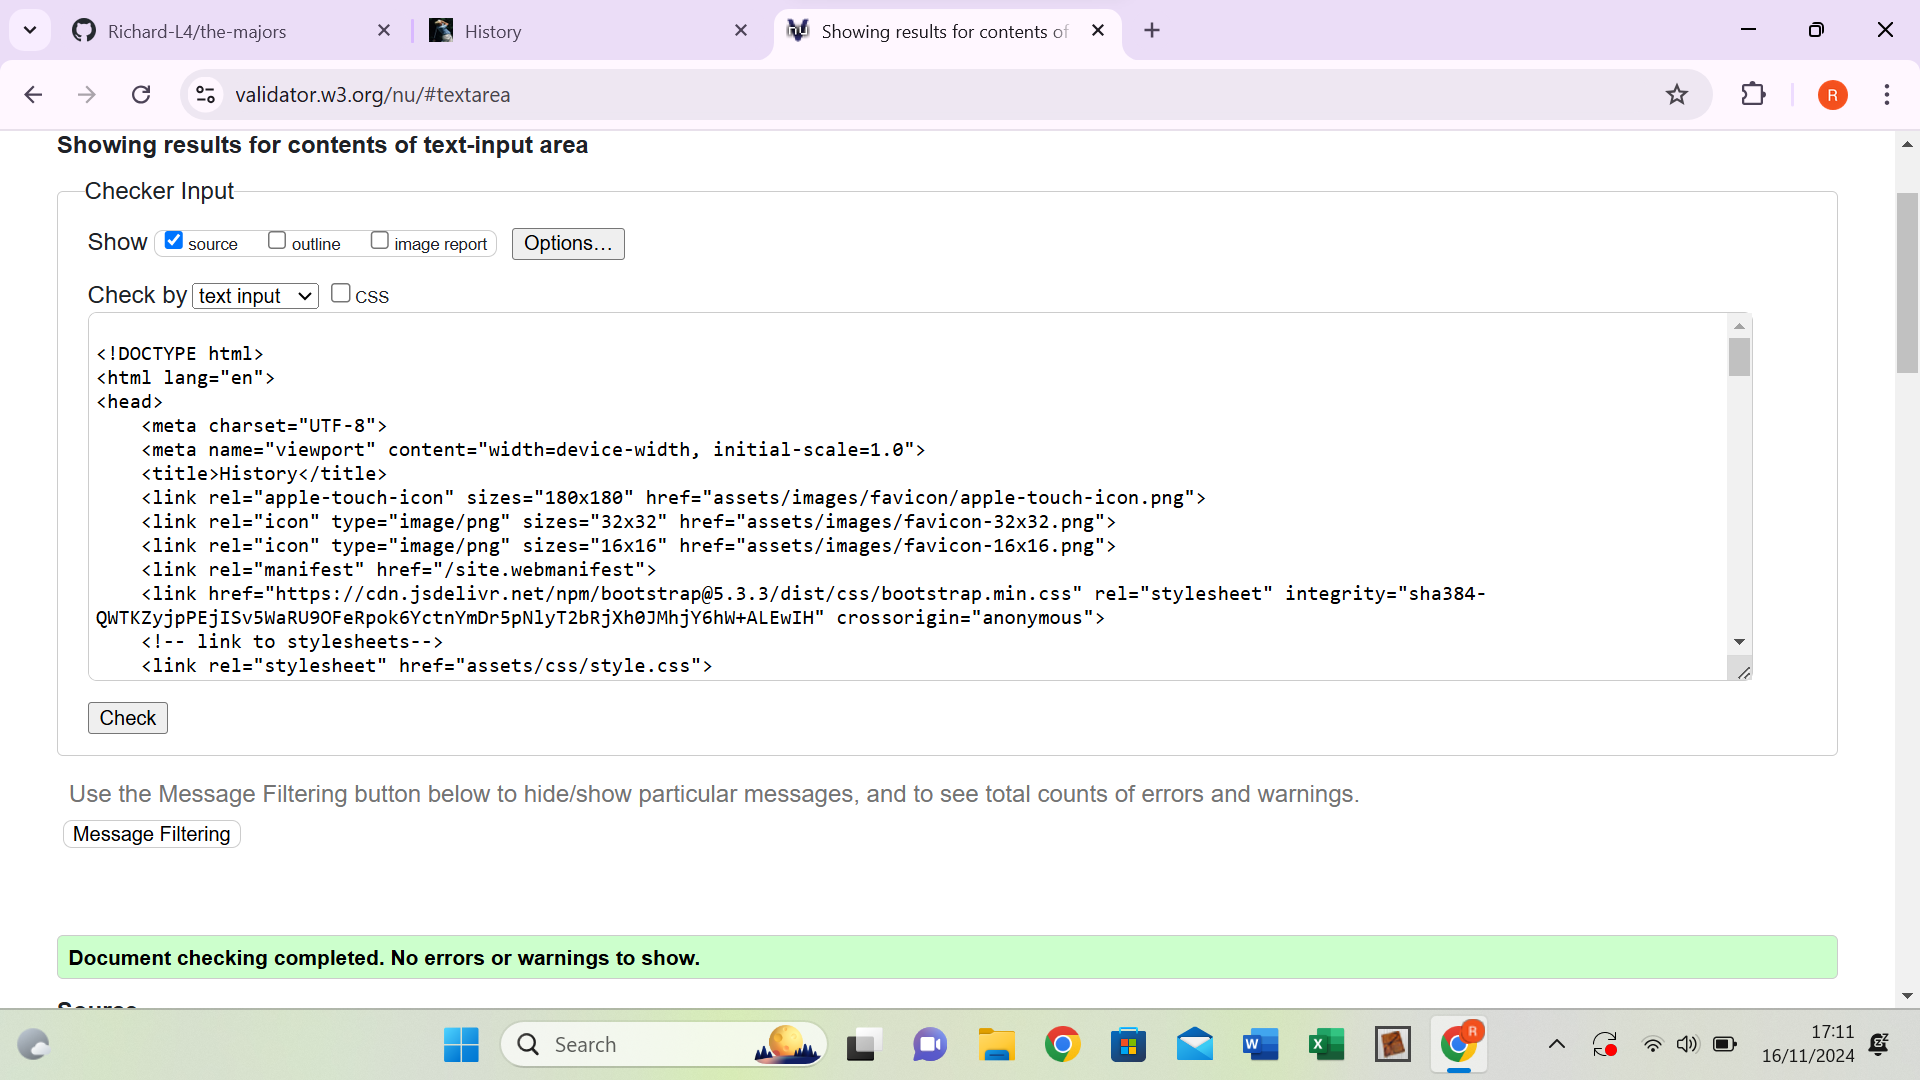 Richard-L4/the-majors
History
Showing results for contents of
validator.w3.org/nu/#textarea
R
Showing results for contents of text-input area
Checker Input
Show source outline image report Options...
Check by text input CSS
<!DOCTYPE html>
<html lang="en">
<head>
    <meta charset="UTF-8">
    <meta name="viewport" content="width=device-width, initial-scale=1.0">
    <title>History</title>
    <link rel="apple-touch-icon" sizes="180x180" href="assets/images/favicon/apple-touch-icon.png">
    <link rel="icon" type="image/png" sizes="32x32" href="assets/images/favicon-32x32.png">
    <link rel="icon" type="image/png" sizes="16x16" href="assets/images/favicon-16x16.png">
    <link rel="manifest" href="/site.webmanifest">
    <link href="https://cdn.jsdelivr.net/npm/bootstrap@5.3.3/dist/css/bootstrap.min.css" rel="stylesheet" integrity="sha384-
QWTKZyjpPEjISv5WaRU9OFeRpok6YctnYmDr5pNlyT2bRjXh0JMhjY6hW+ALEwIH" crossorigin="anonymous">
    <!-- link to stylesheets-->
    <link rel="stylesheet" href="assets/css/style.css">
Check
Use the Message Filtering button below to hide/show particular messages, and to see total counts of errors and warnings.
Message Filtering
Document checking completed. No errors or warnings to show.
Source
Search
17:11
16/11/2024